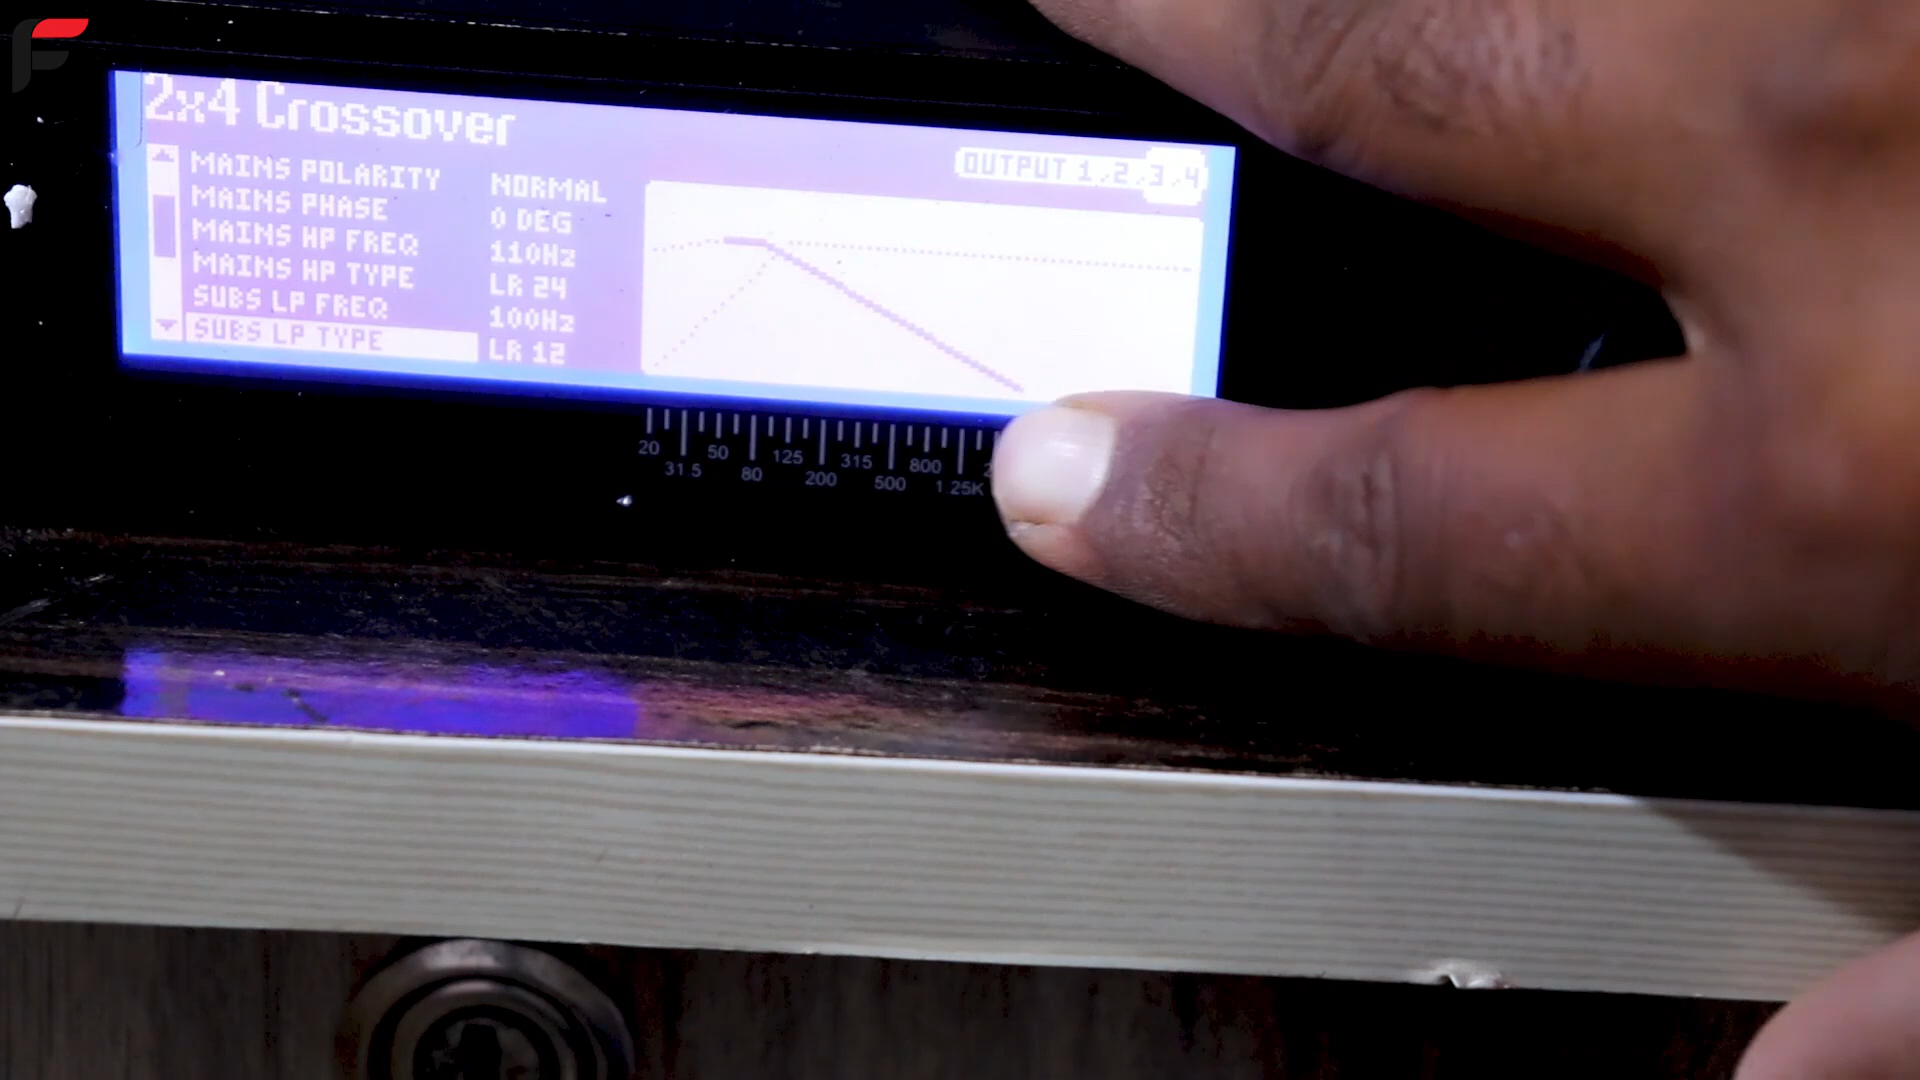 2x4 Crossover
OUTPUT 1,2,3,4
MAINS POLARITY NORMAL
MAINS PHASE 0 DEG
MAINS HP FREQ 110Hz
MAINS HP TYPE LR 24
SUBS LP FREQ 100Hz
SUBS LP TYPE LR 12
20 50 125 315 800
31.5 80 200 500 1.25K